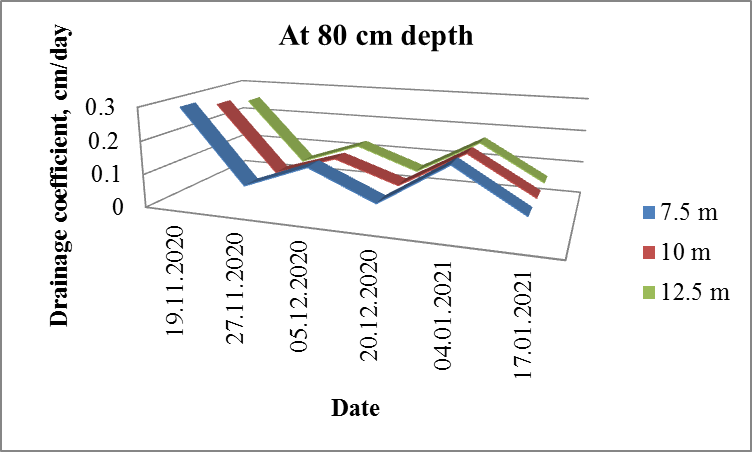 At 80 cm depth
Drainage coefficient, cm/day
0.3
0.2
0.1
0
19.11.2020
27.11.2020
05.12.2020
20.12.2020
04.01.2021
17.01.2021
Date
7.5 m
10 m
12.5 m